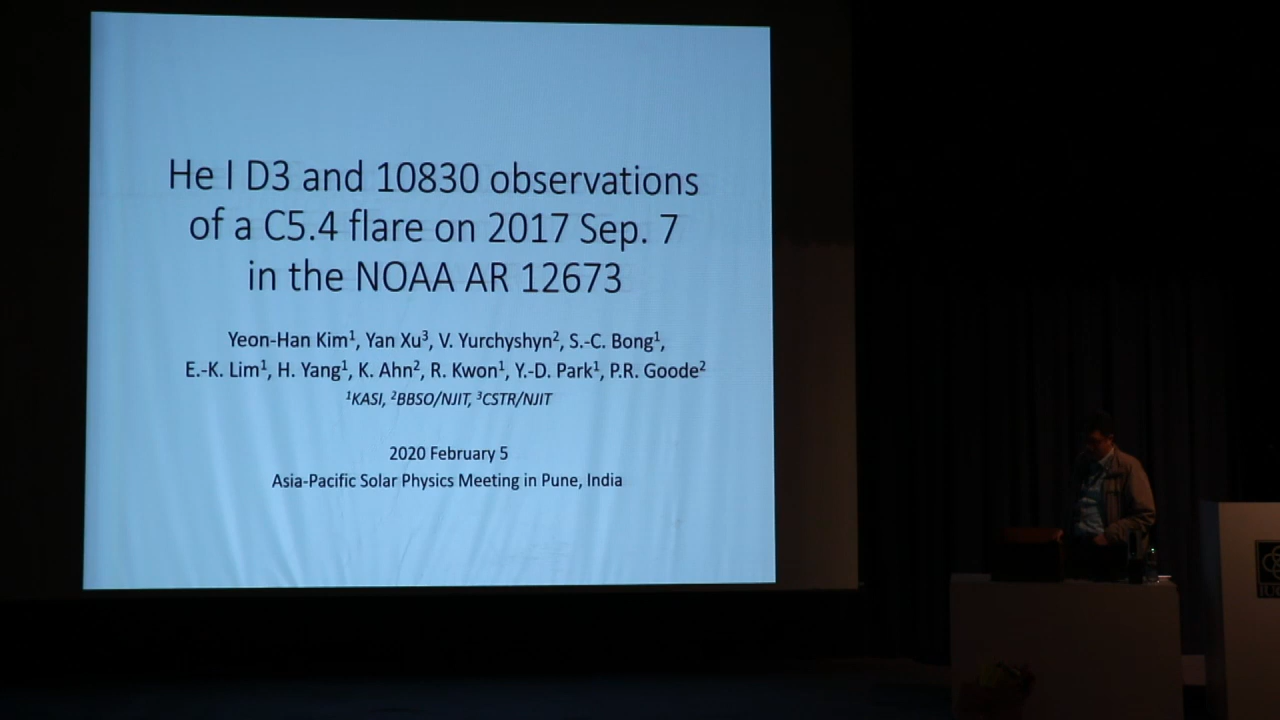 He I D3 and 10830 observations
of a C5.4 flare on 2017 Sep. 7
in the NOAA AR 12673
Yeon-Han Kim¹, Yan Xu³, V. Yurchyshyn², S.-C. Bong¹,
E.-K. Lim¹, H. Yang¹, K. Ahn², R. Kwon¹, Y.-D. Park¹, P.R. Goode²
¹KASI, ²BBSO/NJIT, ³CSTR/NJIT
2020 February 5
Asia-Pacific Solar Physics Meeting in Pune, India